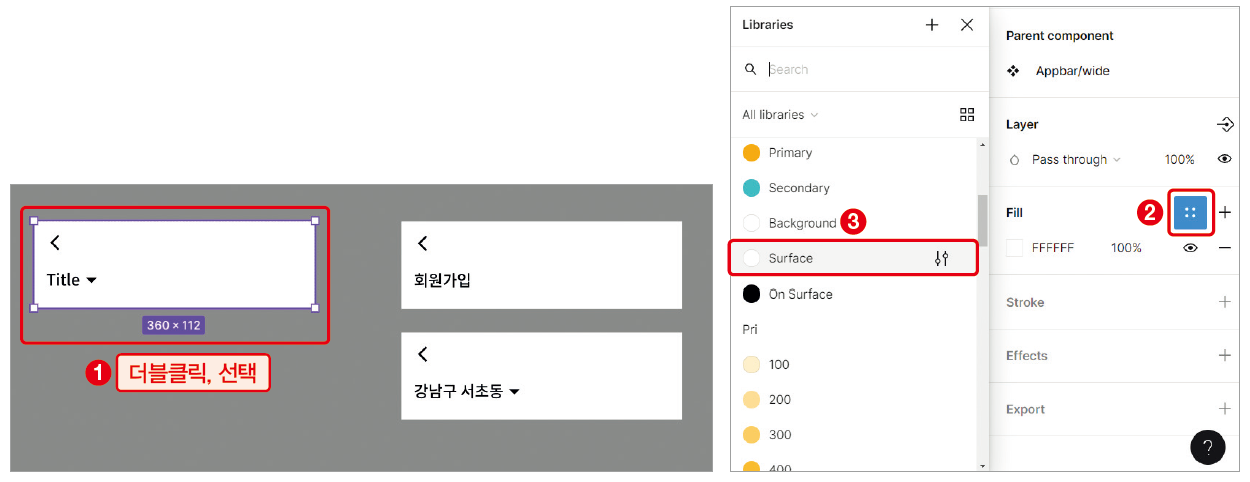 Title
360 × 112
1 더블클릭, 선택
회원가입
강남구 서초동
Libraries
Search
All libraries
Primary
Secondary
Background 3
Surface
On Surface
Pri
100
200
300
400
Parent component
Appbar/wide
Layer
Pass through 100%
Fill 2
FFFFFF 100%
Stroke
Effects
Export
?